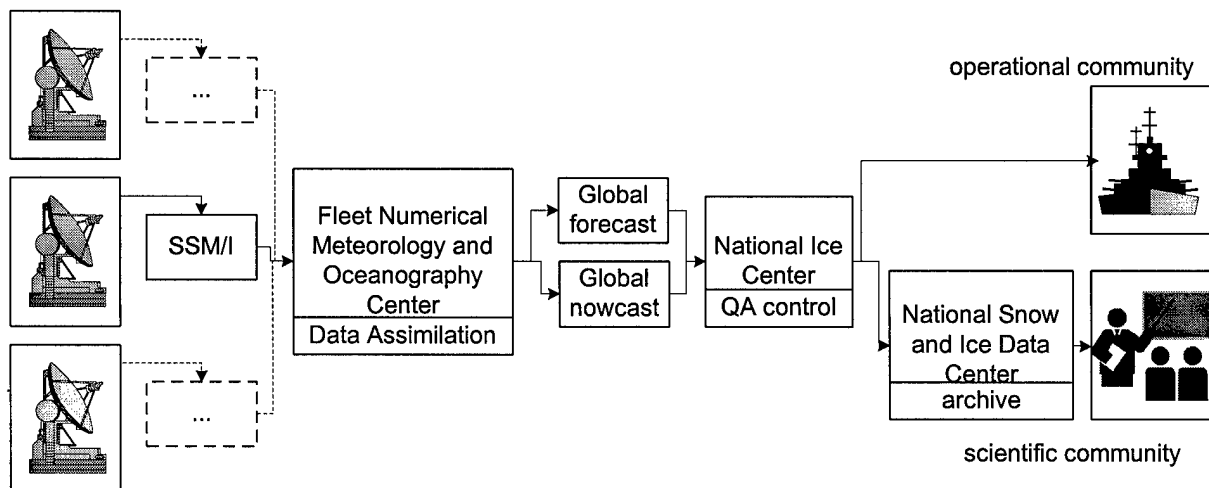 operational community
...
SSM/I
...
Fleet Numerical
Meteorology and
Oceanography
Center
Data Assimilation
Global
forecast
Global
nowcast
National Ice
Center
QA control
National Snow
and Ice Data
Center
archive
scientific community